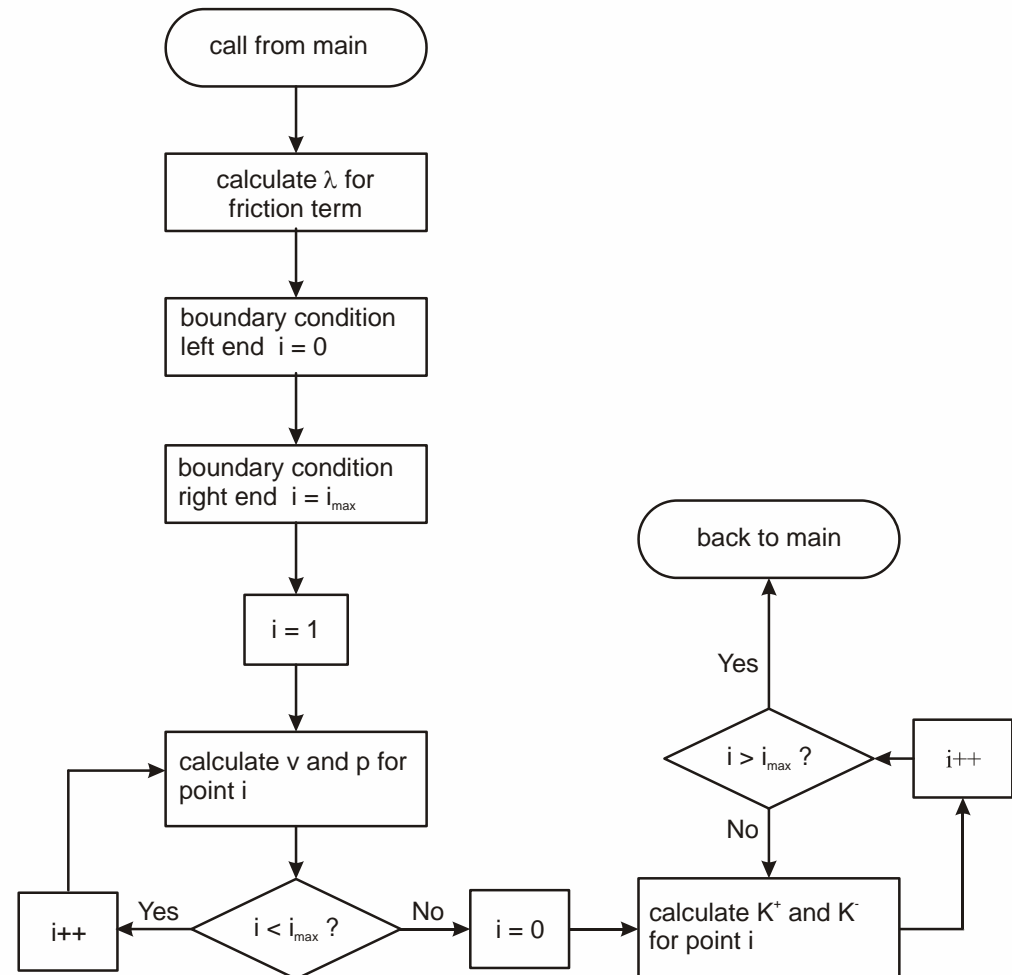 call from main
calculate λ for
friction term
boundary condition
left end i = 0
boundary condition
right end i = iₘₐₓ
i = 1
calculate v and p for
point i
i < iₘₐₓ ?
Yes
i++
No
i = 0
calculate K⁺ and K⁻
for point i
i++
i > iₘₐₓ ?
No
Yes
back to main